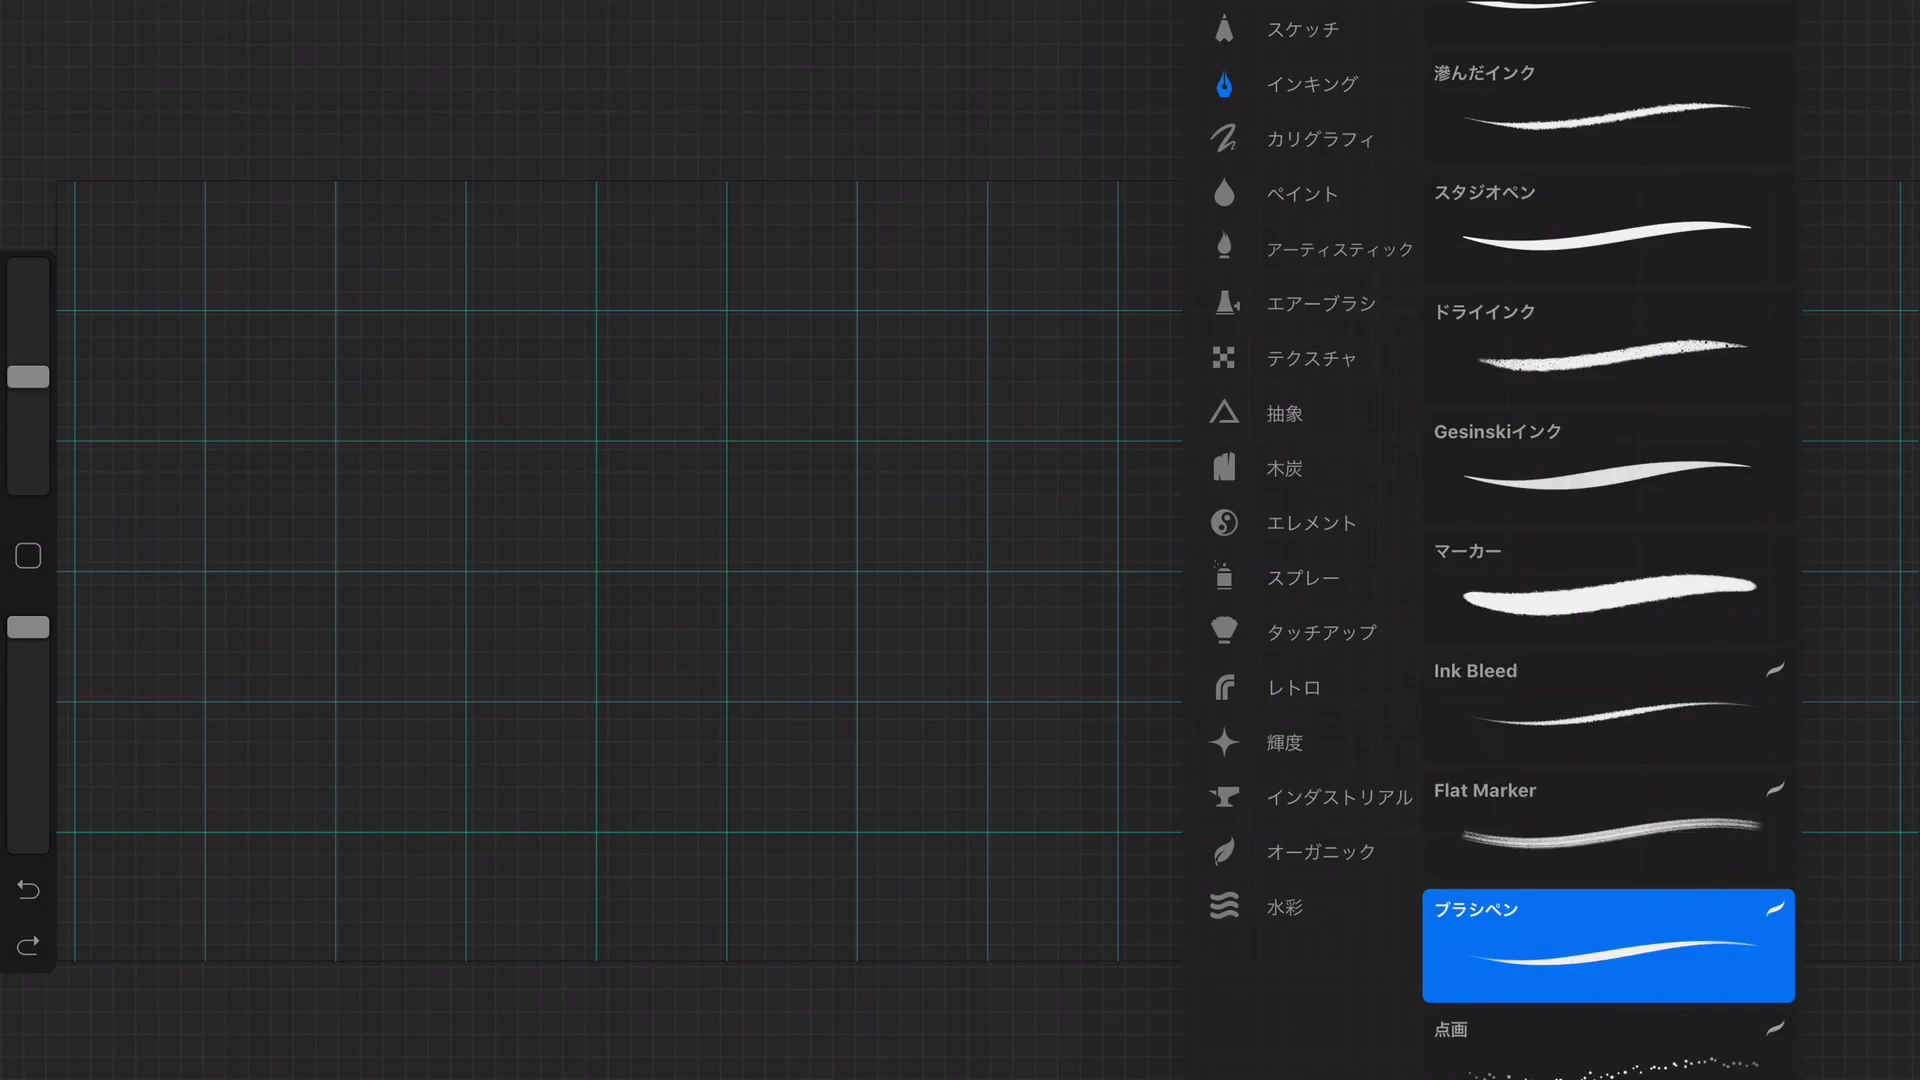 スケッチ
インキング
カリグラフィ
ペイント
アーティスティック
エアーブラシ
テクスチャ
抽象
木炭
エレメント
スプレー
タッチアップ
レトロ
輝度
インダストリアル
オーガニック
水彩
滲んだインク
スタジオペン
ドライインク
Gesinskiインク
マーカー
Ink Bleed
Flat Marker
ブラシペン
点画